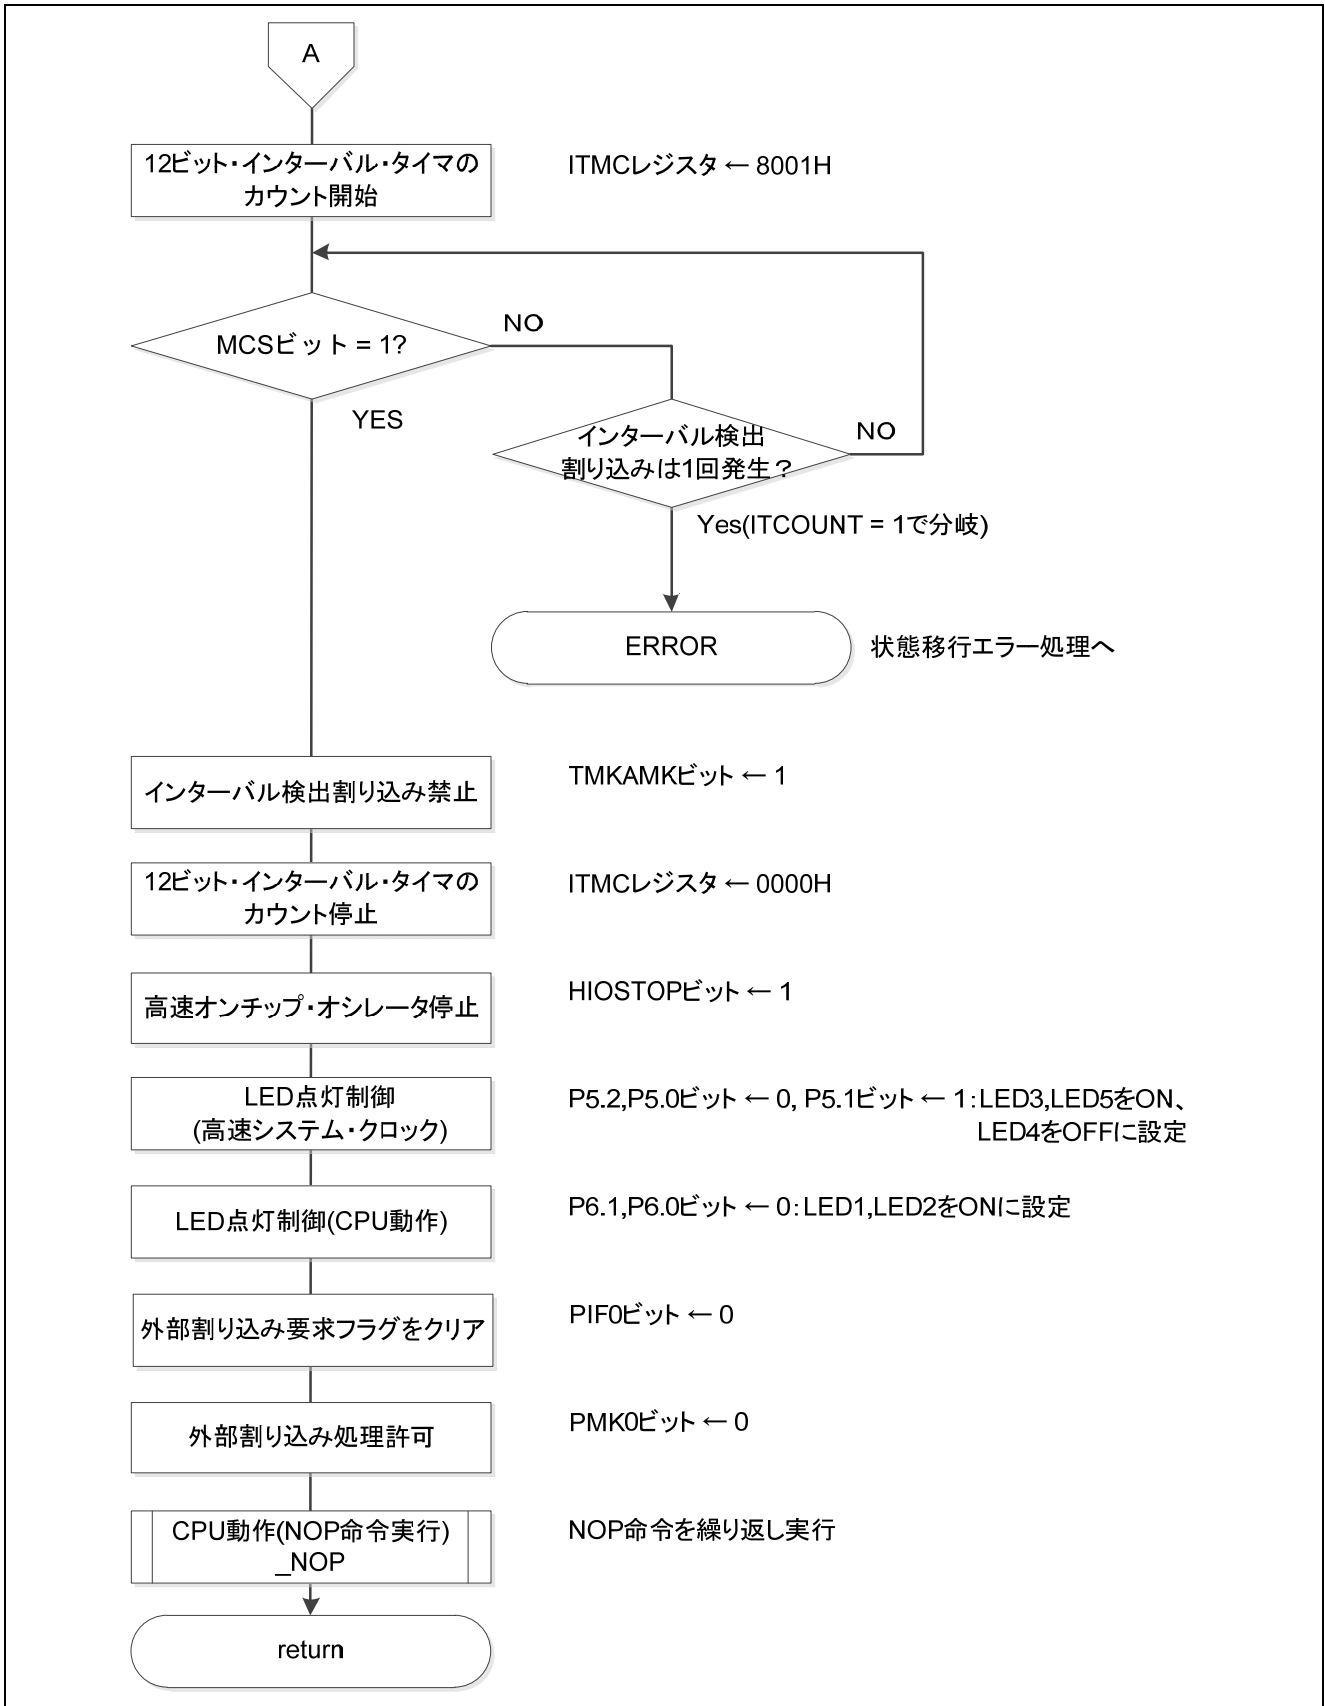 A
12ビット・インターバル・タイマの
カウント開始
ITMCレジスタ ← 8001H
MCSビット = 1?
NO
YES
インターバル検出
割り込みは1回発生？
NO
Yes(ITCOUNT = 1で分岐)
ERROR
状態移行エラー処理へ
インターバル検出割り込み禁止
TMKAMKビット ← 1
12ビット・インターバル・タイマの
カウント停止
ITMCレジスタ ← 0000H
高速オンチップ・オシレータ停止
HIOSTOPビット ← 1
LED点灯制御
(高速システム・クロック)
P5.2,P5.0ビット ← 0, P5.1ビット ← 1：LED3,LED5をON、
LED4をOFFに設定
LED点灯制御(CPU動作)
P6.1,P6.0ビット ← 0：LED1,LED2をONに設定
外部割り込み要求フラグをクリア
PIF0ビット ← 0
外部割り込み処理許可
PMK0ビット ← 0
CPU動作(NOP命令実行)
_NOP
NOP命令を繰り返し実行
return